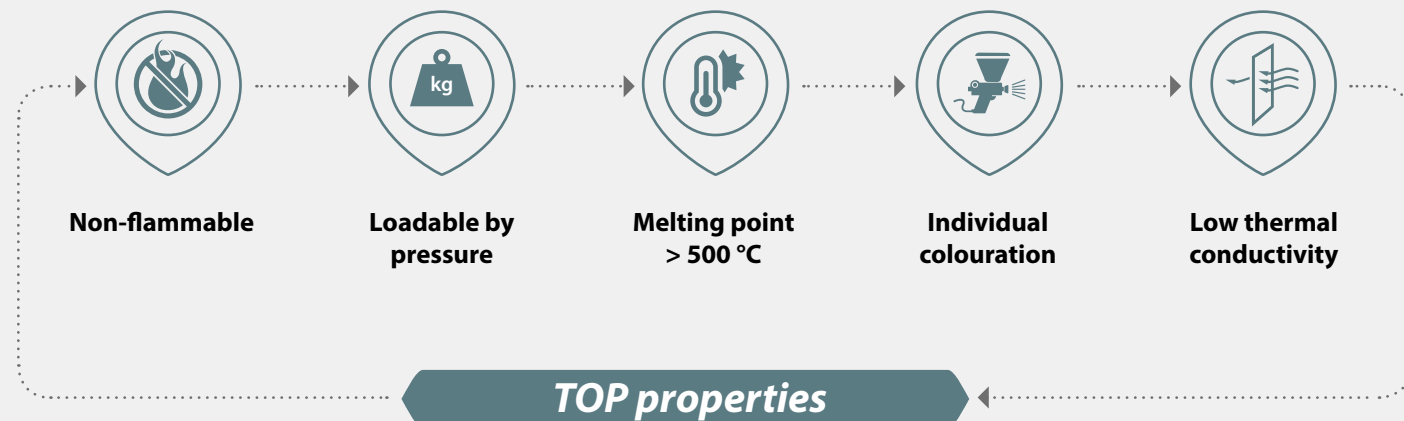 kg
Non-flammable
Loadable by
pressure
Melting point
> 500 °C
Individual
colouration
Low thermal
conductivity
TOP properties